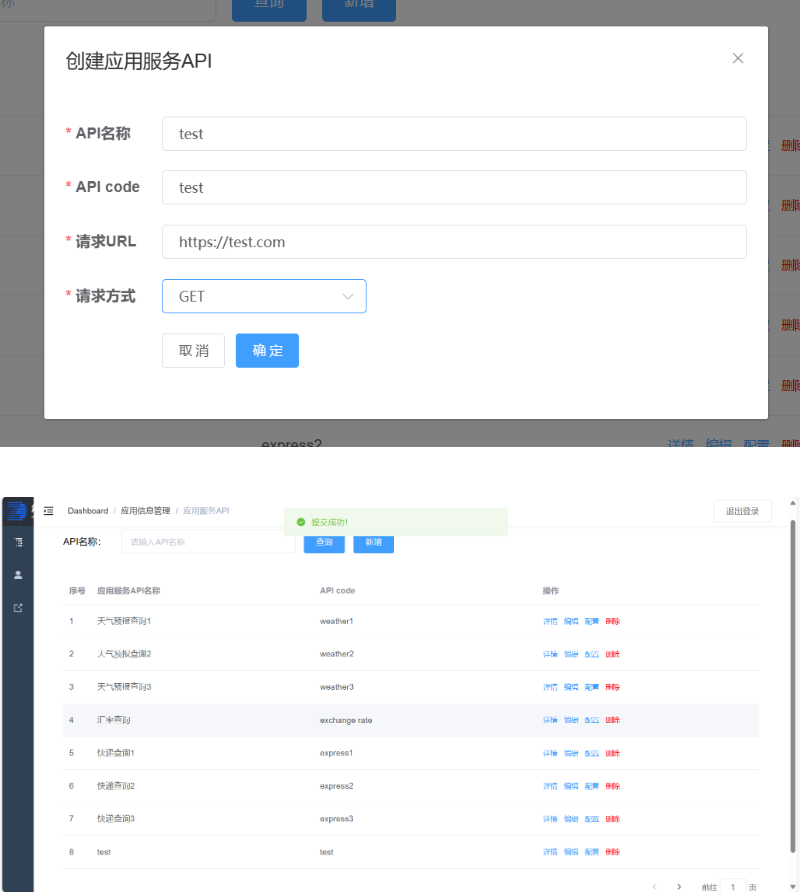 查询 新增
创建应用服务API
* API名称 test
删除
* API code test
删除
* 请求URL https://test.com
删除
* 请求方式 GET
删除
取消 确定
删除
express2 详情 编辑 配置 删除
Dashboard / 应用信息管理 / 应用服务API
提交成功!
退出登录
API名称: 请输入API名称 查询 新增
序号 应用服务API名称 API code 操作
1 天气预报查询1 weather1 详情 编辑 配置 删除
2 天气预报查询2 weather2 详情 编辑 配置 删除
3 天气预报查询3 weather3 详情 编辑 配置 删除
4 汇率查询 exchange rate 详情 编辑 配置 删除
5 快递查询1 express1 详情 编辑 配置 删除
6 快递查询2 express2 详情 编辑 配置 删除
7 快递查询3 express3 详情 编辑 配置 删除
8 test test 详情 编辑 配置 删除
前往 1 页